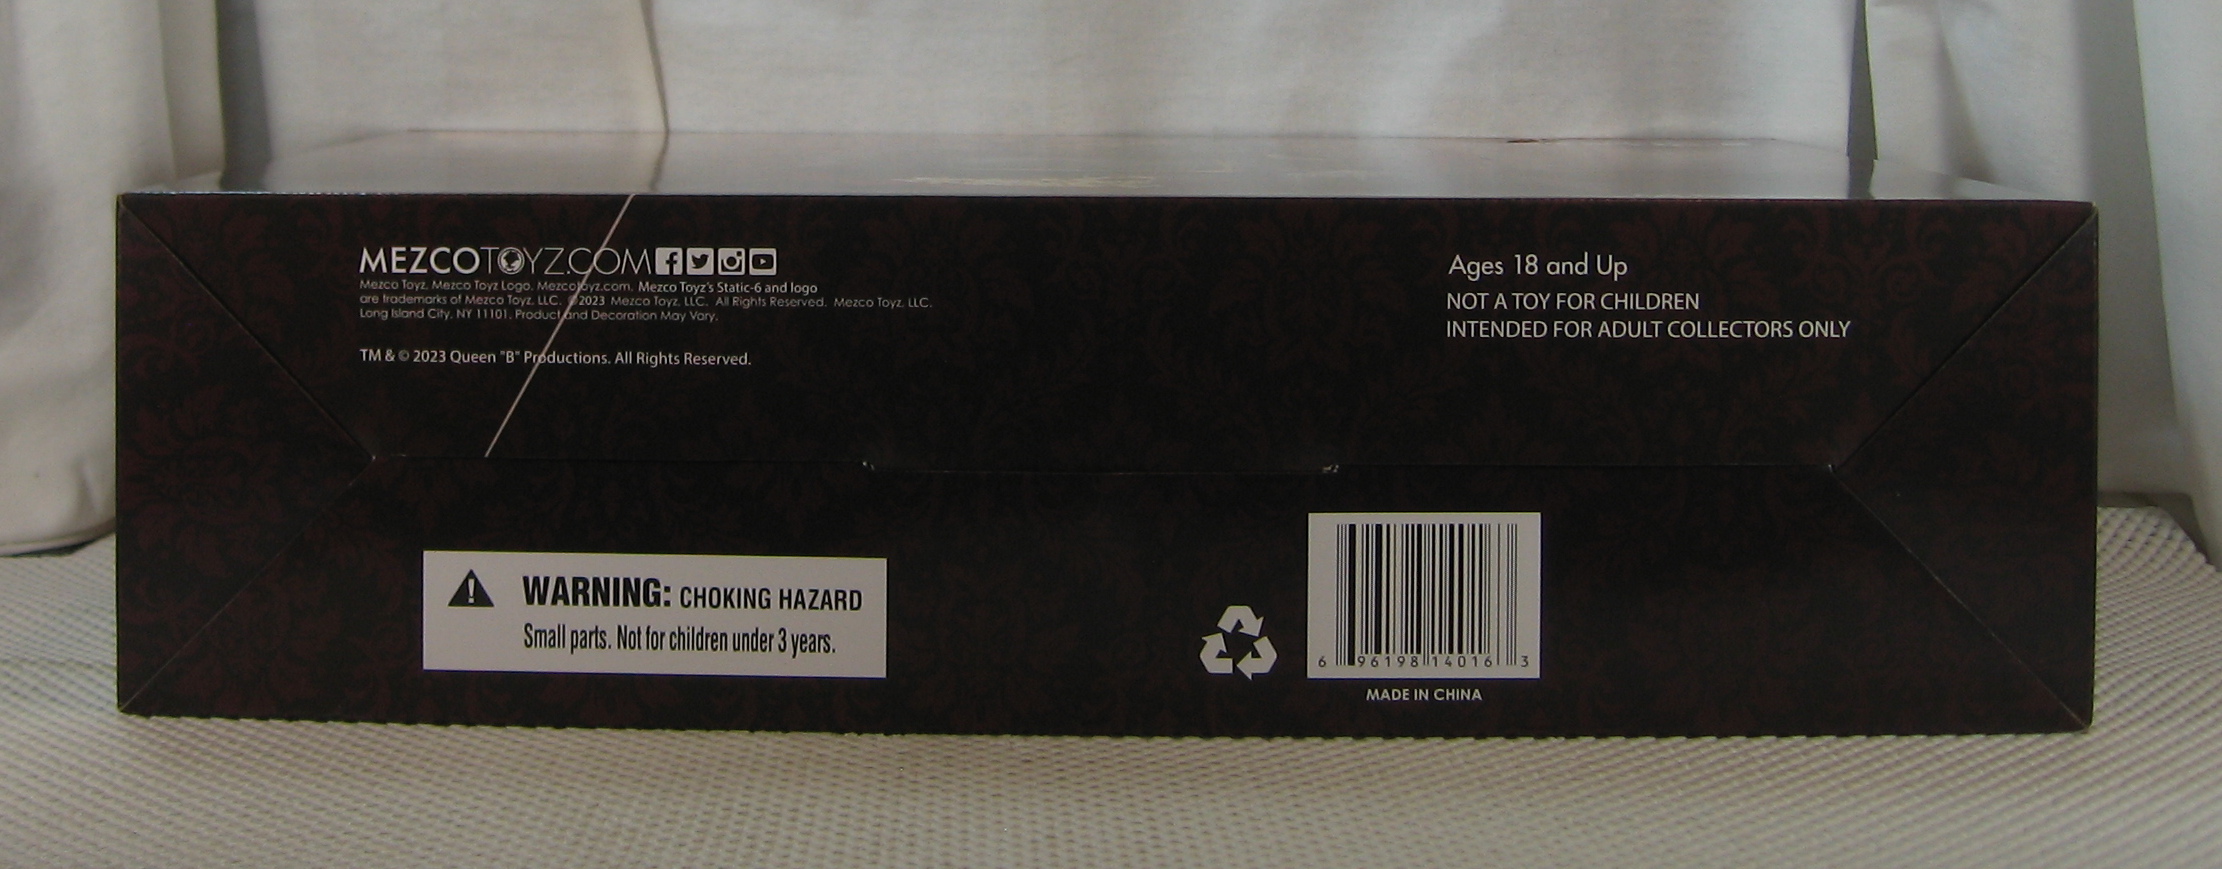 MEZCOTOYZ.COM
Mezco Toyz, Mezco Toyz Logo, Mezcotoyz.com, Mezco Toyz's Static-6 and logo
are trademarks of Mezco Toyz, LLC. ©2023 Mezco Toyz, LLC. All Rights Reserved. Mezco Toyz, LLC.
Long Island City, NY 11101. Product and Decoration May Vary.
TM & © 2023 Queen "B" Productions. All Rights Reserved.
Ages 18 and Up
NOT A TOY FOR CHILDREN
INTENDED FOR ADULT COLLECTORS ONLY
WARNING: CHOKING HAZARD
Small parts. Not for children under 3 years.
6 96198 14016 3
MADE IN CHINA